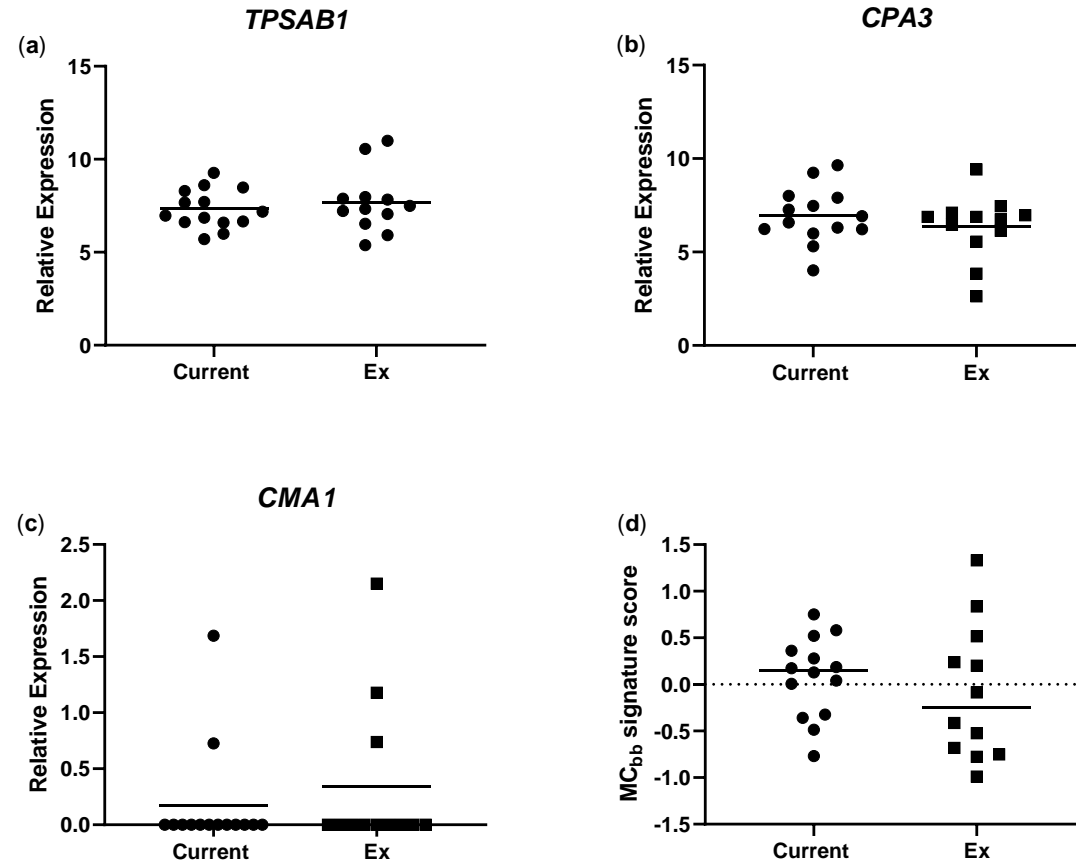 TPSAB1
(a)
15
10
5
0
Relative Expression
Current
Ex
CPA3
(b)
15
10
5
0
Relative Expression
Current
Ex
CMA1
(c)
2.5
2.0
1.5
1.0
0.5
0.0
Relative Expression
Current
Ex
(d)
1.5
1.0
0.5
0.0
-0.5
-1.0
-1.5
MCbb signature score
Current
Ex